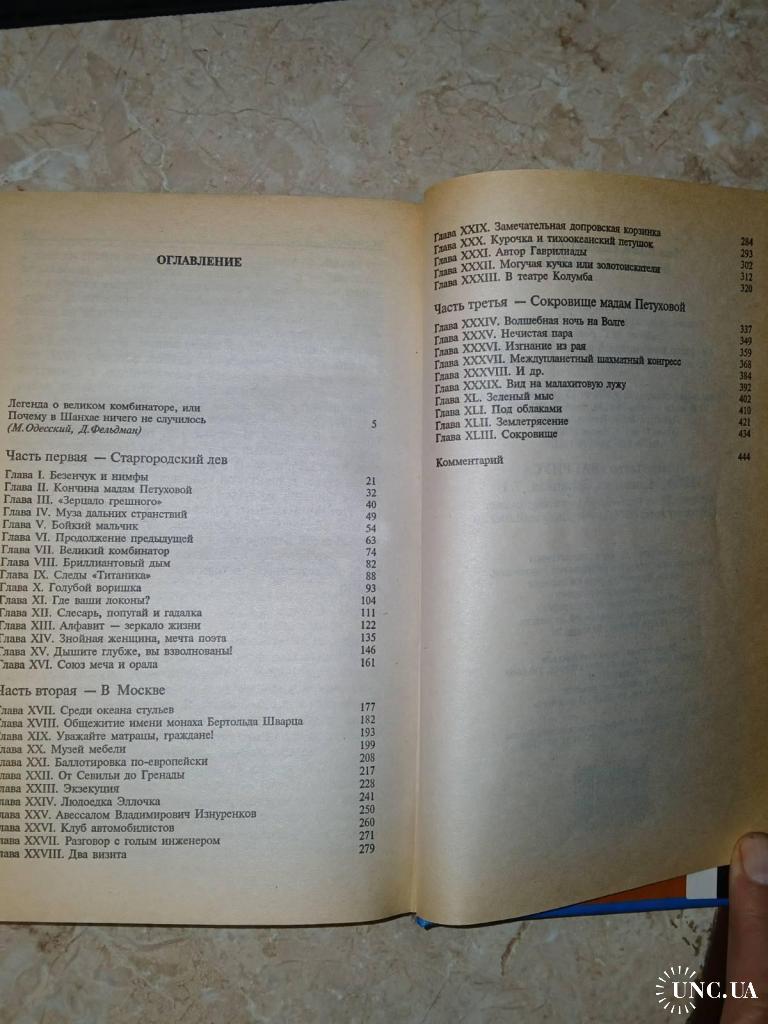 ОГЛАВЛЕНИЕ
Легенда о великом комбинаторе, или
Почему в Шанхае ничего не случилось
(М.Одесский, Д.Фельдман) 5
Часть первая — Старгородский лев
Глава I. Безенчук и нимфы 21
Глава II. Кончина мадам Петуховой 32
Глава III. «Зерцало грешного» 40
Глава IV. Муза дальних странствий 49
Глава V. Бойкий мальчик 54
Глава VI. Продолжение предыдущей 63
Глава VII. Великий комбинатор 74
Глава VIII. Бриллиантовый дым 82
Глава IX. Следы «Титаника» 88
Глава X. Голубой воришка 93
Глава XI. Где ваши локоны? 104
Глава XII. Слесарь, попугай и гадалка 111
Глава XIII. Алфавит — зеркало жизни 122
Глава XIV. Знойная женщина, мечта поэта 135
Глава XV. Дышите глубже, вы взволнованы! 146
Глава XVI. Союз меча и орала 161
Часть вторая — В Москве
Глава XVII. Среди океана стульев 177
Глава XVIII. Общежитие имени монаха Бертольда Шварца 182
Глава XIX. Уважайте матрацы, граждане! 193
Глава XX. Музей мебели 199
Глава XXI. Баллотировка по-европейски 208
Глава XXII. От Севильи до Гренады 217
Глава XXIII. Экзекуция 228
Глава XXIV. Людоедка Эллочка 241
Глава XXV. Авессалом Владимирович Изнуренков 250
Глава XXVI. Клуб автомобилистов 260
Глава XXVII. Разговор с голым инженером 271
Глава XXVIII. Два визита 279
Глава XXIX. Замечательная допровская корзинка 284
Глава XXX. Курочка и тихоокеанский петушок 293
Глава XXXI. Автор Гаврилиады 302
Глава XXXII. Могучая кучка или золотоискатели 312
Глава XXXIII. В театре Колумба 320
Часть третья — Сокровище мадам Петуховой
Глава XXXIV. Волшебная ночь на Волге 337
Глава XXXV. Нечистая пара 349
Глава XXXVI. Изгнание из рая 359
Глава XXXVII. Междупланетный шахматный конгресс 368
Глава XXXVIII. И др. 384
Глава XXXIX. Вид на малахитовую лужу 392
Глава XL. Зеленый мыс 402
Глава XLI. Под облаками 410
Глава XLII. Землетрясение 421
Глава XLIII. Сокровище 434
Комментарий 444
UNC.UA